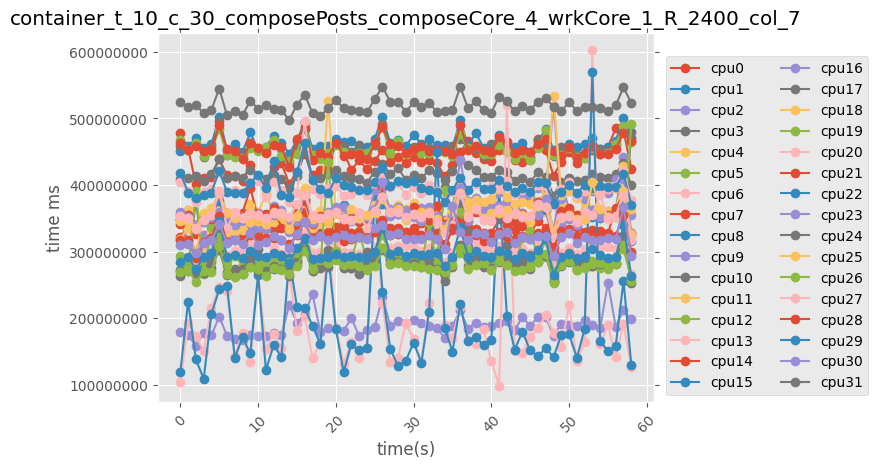 container_t_10_c_30_composePosts_composeCore_4_wrkCore_1_R_2400_col_7
600000000
500000000
400000000
300000000
200000000
100000000
time ms
0
10
20
30
40
50
60
time(s)
cpu0
cpu1
cpu2
cpu3
cpu4
cpu5
cpu6
cpu7
cpu8
cpu9
cpu10
cpu11
cpu12
cpu13
cpu14
cpu15
cpu16
cpu17
cpu18
cpu19
cpu20
cpu21
cpu22
cpu23
cpu24
cpu25
cpu26
cpu27
cpu28
cpu29
cpu30
cpu31